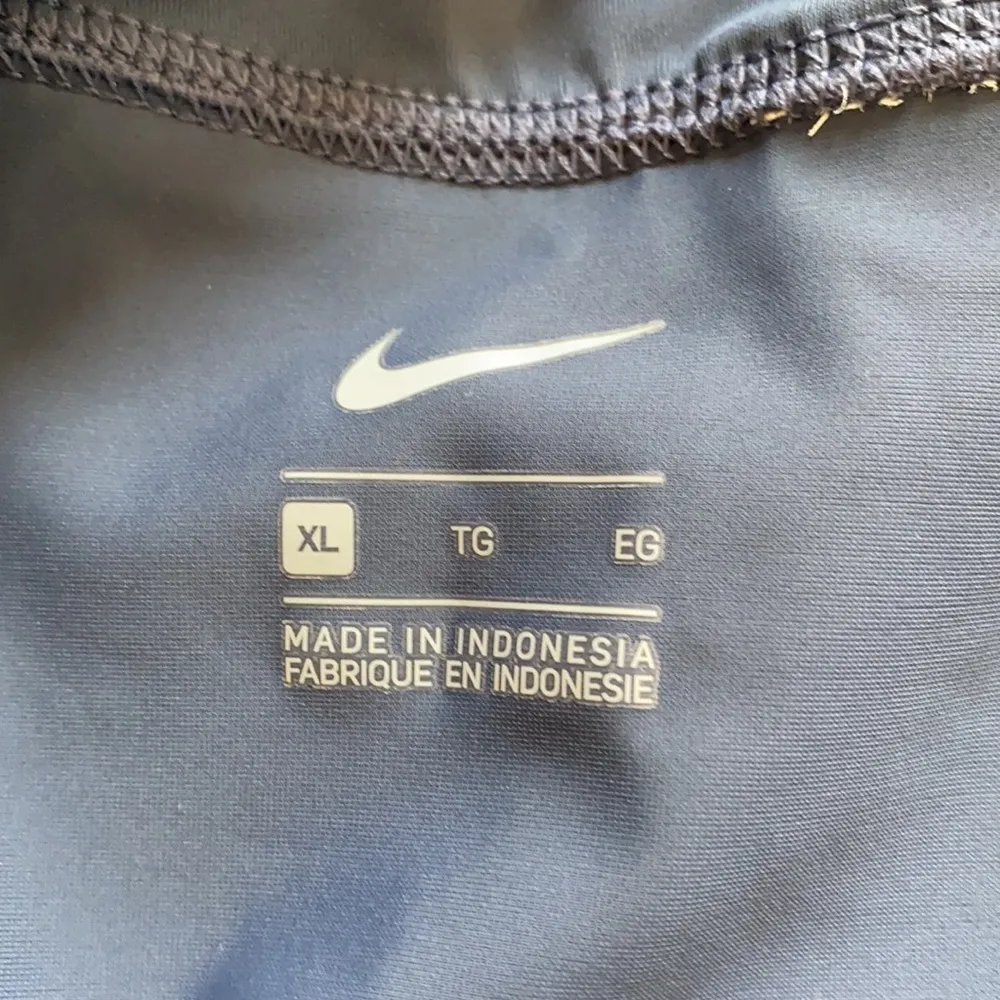 XL TG EG
MADE IN INDONESIA
FABRIQUE EN INDONESIE